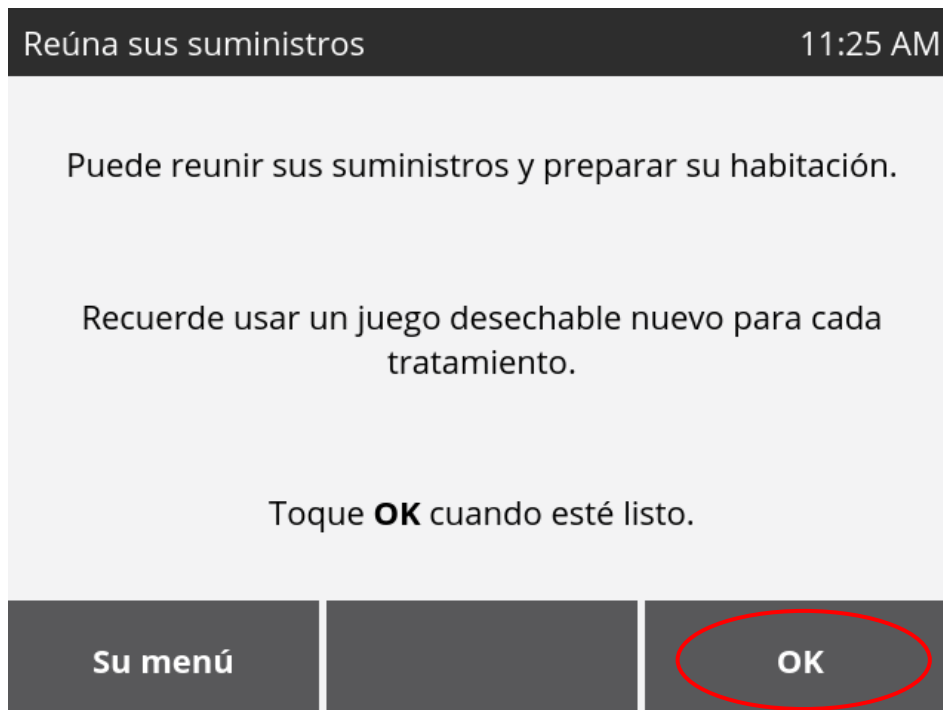 Reúna sus suministros 11:25 AM
Puede reunir sus suministros y preparar su habitación.
Recuerde usar un juego desechable nuevo para cada
tratamiento.
Toque OK cuando esté listo.
Su menú OK